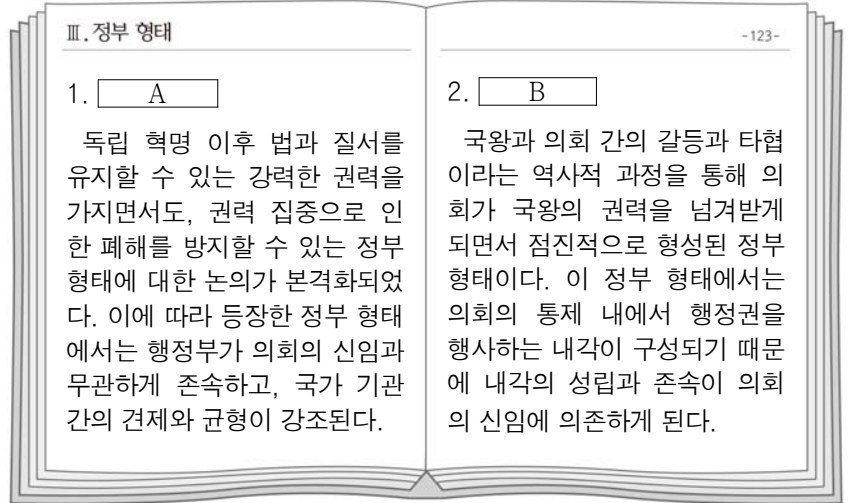 Ⅲ. 정부 형태
-123-
1. A
독립 혁명 이후 법과 질서를
유지할 수 있는 강력한 권력을
가지면서도, 권력 집중으로 인
한 폐해를 방지할 수 있는 정부
형태에 대한 논의가 본격화되었
다. 이에 따라 등장한 정부 형태
에서는 행정부가 의회의 신임과
무관하게 존속하고, 국가 기관
간의 견제와 균형이 강조된다.
2. B
국왕과 의회 간의 갈등과 타협
이라는 역사적 과정을 통해 의
회가 국왕의 권력을 넘겨받게
되면서 점진적으로 형성된 정부
형태이다. 이 정부 형태에서는
의회의 통제 내에서 행정권을
행사하는 내각이 구성되기 때문
에 내각의 성립과 존속이 의회
의 신임에 의존하게 된다.